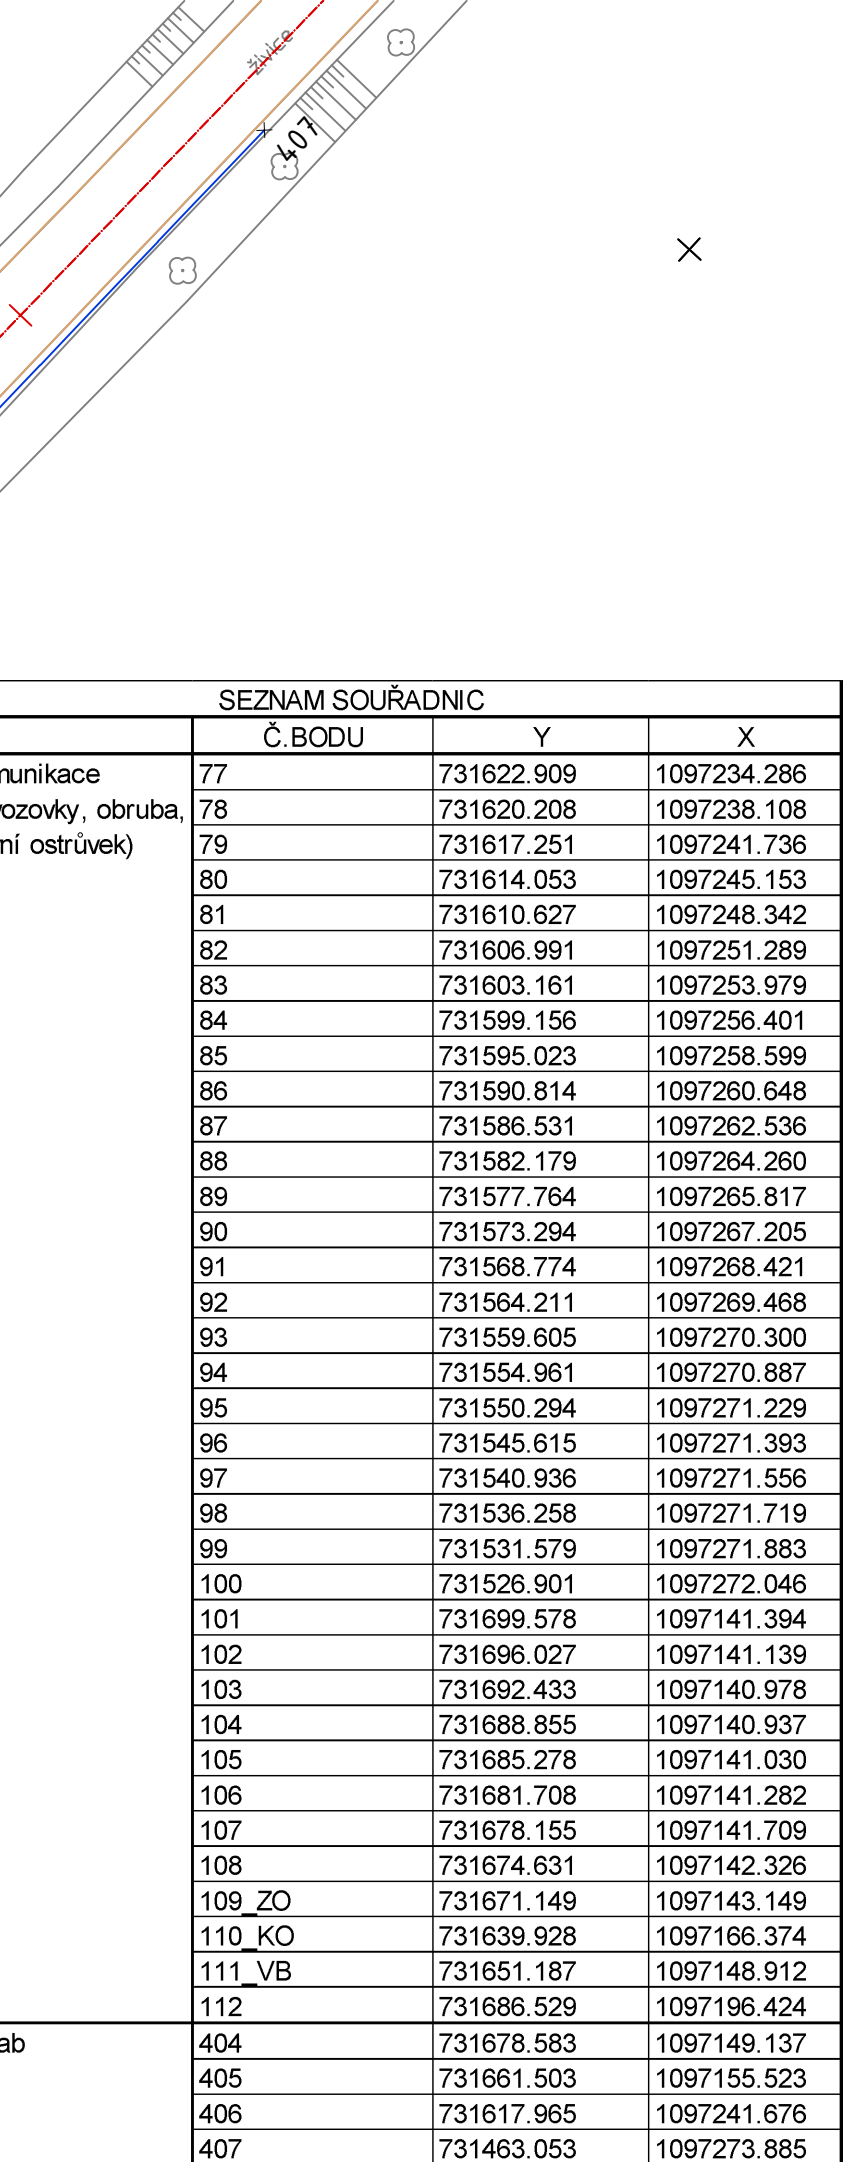 živice
407
SEZNAM SOUŘADNIC
Č.BODU Y X
munikace 77 731622.909 1097234.286
vozovky, obruba, 78 731620.208 1097238.108
ní ostrůvek) 79 731617.251 1097241.736
80 731614.053 1097245.153
81 731610.627 1097248.342
82 731606.991 1097251.289
83 731603.161 1097253.979
84 731599.156 1097256.401
85 731595.023 1097258.599
86 731590.814 1097260.648
87 731586.531 1097262.536
88 731582.179 1097264.260
89 731577.764 1097265.817
90 731573.294 1097267.205
91 731568.774 1097268.421
92 731564.211 1097269.468
93 731559.605 1097270.300
94 731554.961 1097270.887
95 731550.294 1097271.229
96 731545.615 1097271.393
97 731540.936 1097271.556
98 731536.258 1097271.719
99 731531.579 1097271.883
100 731526.901 1097272.046
101 731699.578 1097141.394
102 731696.027 1097141.139
103 731692.433 1097140.978
104 731688.855 1097140.937
105 731685.278 1097141.030
106 731681.708 1097141.282
107 731678.155 1097141.709
108 731674.631 1097142.326
109_ZO 731671.149 1097143.149
110_KO 731639.928 1097166.374
111_VB 731651.187 1097148.912
112 731686.529 1097196.424
ab 404 731678.583 1097149.137
405 731661.503 1097155.523
406 731617.965 1097241.676
407 731463.053 1097273.885